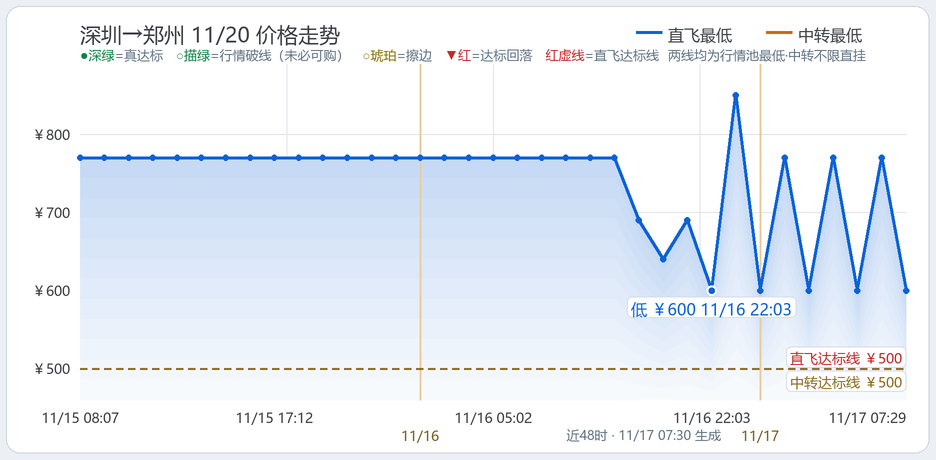 深圳→郑州 11/20 价格走势
直飞最低 中转最低
●深绿=真达标 ○描绿=行情破线（未必可购） ○琥珀=擦边 ▼红=达标回落 红虚线=直飞达标线 两线均为行情池最低·中转不限直挂
￥800
￥700
￥600
低 ￥600 11/16 22:03
直飞达标线 ￥500
￥500
中转达标线 ￥500
11/15 08:07 11/15 17:12 11/16 05:02 11/16 22:03 11/17 07:29
11/16 近48时 · 11/17 07:30 生成 11/17